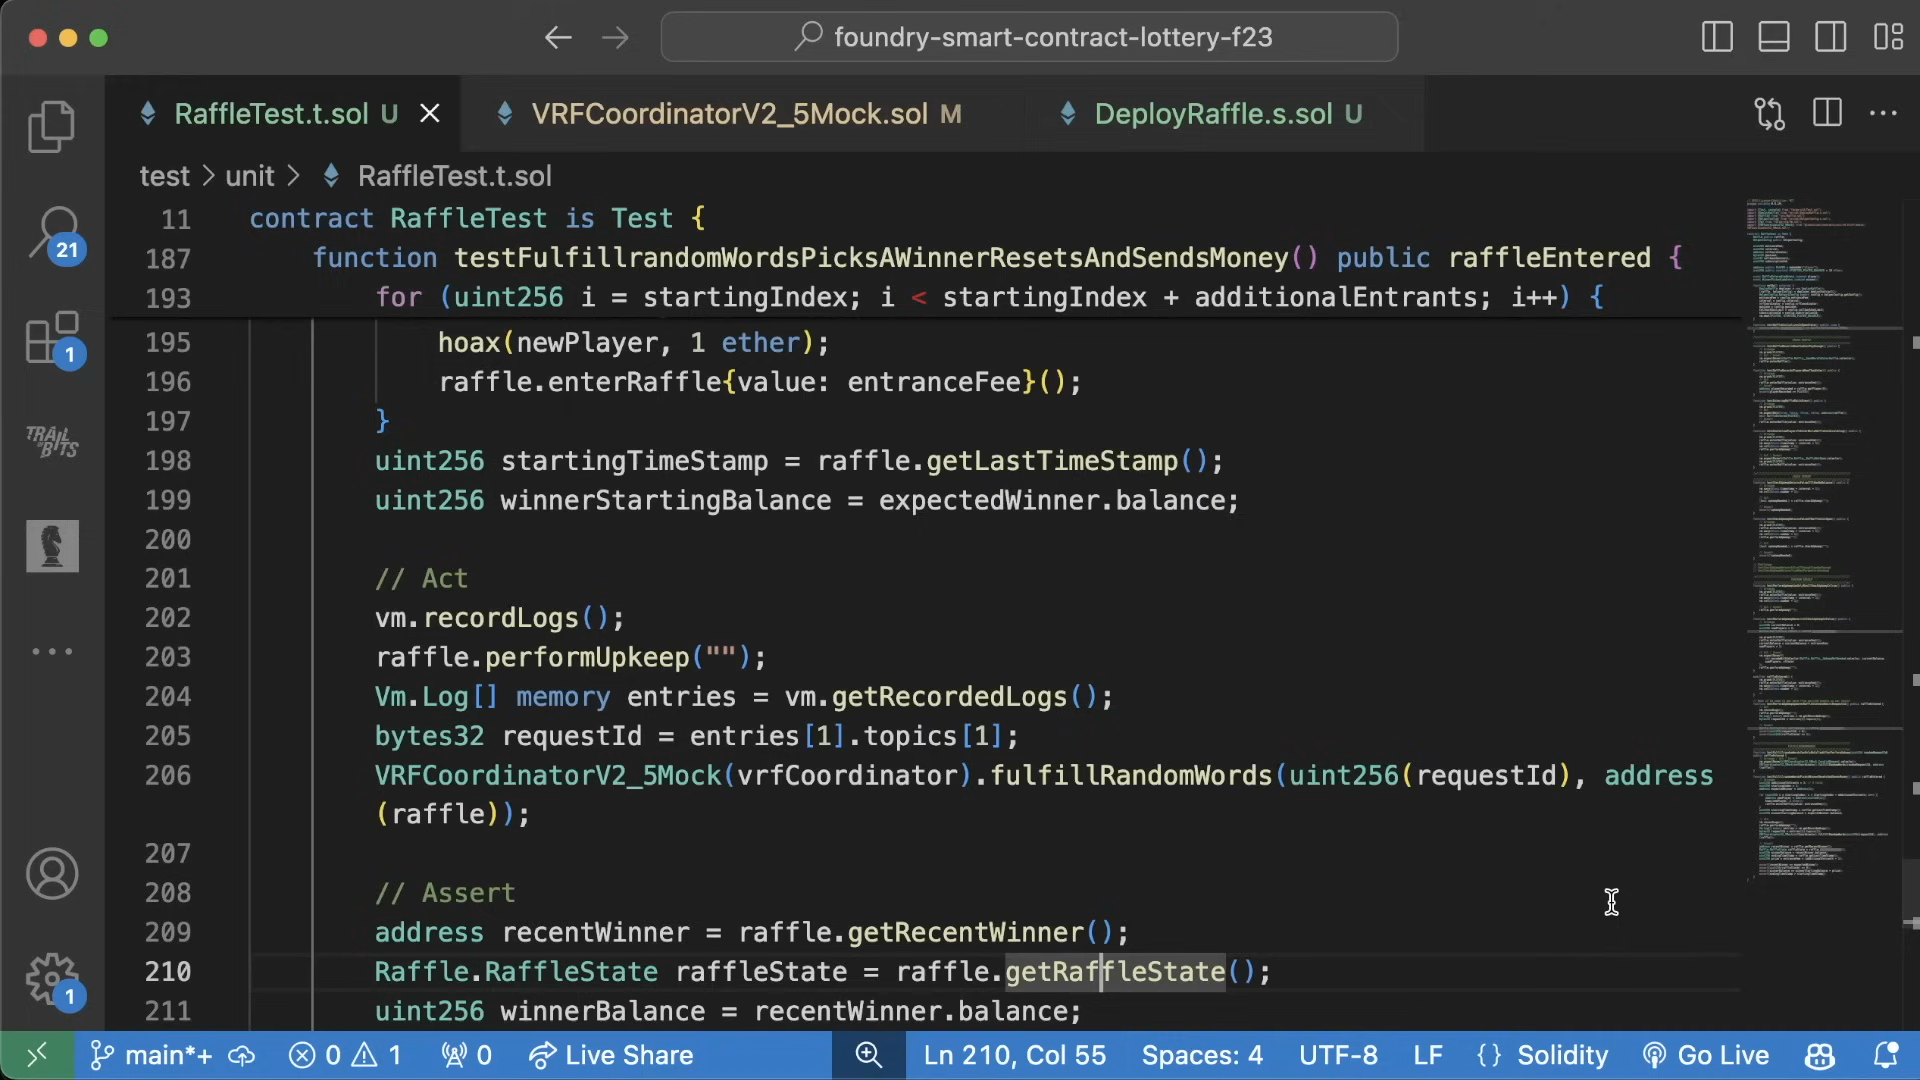 foundry-smart-contract-lottery-f23
RaffleTest.t.sol U
VRFCoordinatorV2_5Mock.sol M
DeployRaffle.s.sol U
test > unit > RaffleTest.t.sol
11 contract RaffleTest is Test {
187 function testFulfillrandomWordsPicksAWinnerResetsAndSendsMoney() public raffleEntered {
193 for (uint256 i = startingIndex; i < startingIndex + additionalEntrants; i++) {
195 hoax(newPlayer, 1 ether);
196 raffle.enterRaffle{value: entranceFee}();
197 }
198 uint256 startingTimeStamp = raffle.getLastTimeStamp();
199 uint256 winnerStartingBalance = expectedWinner.balance;
200
201 // Act
202 vm.recordLogs();
203 raffle.performUpkeep("");
204 Vm.Log[] memory entries = vm.getRecordedLogs();
205 bytes32 requestId = entries[1].topics[1];
206 VRFCoordinatorV2_5Mock(vrfCoordinator).fulfillRandomWords(uint256(requestId), address
(raffle));
207
208 // Assert
209 address recentWinner = raffle.getRecentWinner();
210 Raffle.RaffleState raffleState = raffle.getRaffleState();
211 uint256 winnerBalance = recentWinner.balance;
21
1
TRAIL OF BITS
1
main*+ 0 1 0 Live Share Ln 210, Col 55 Spaces: 4 UTF-8 LF {} Solidity Go Live